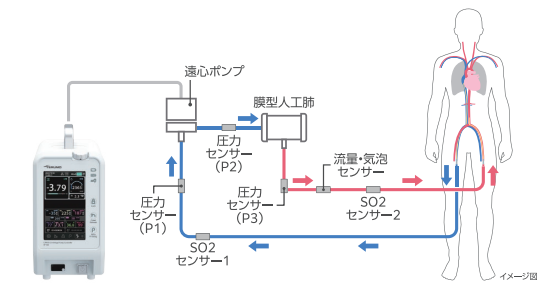 遠心ポンプ
膜型人工肺
圧力
センサー
(P2)
流量・気泡
センサー
圧力
センサー
(P1)
圧力
センサー
(P3)
SO2
センサー2
SO2
センサー1
イメージ図
TERUMO
-3.79